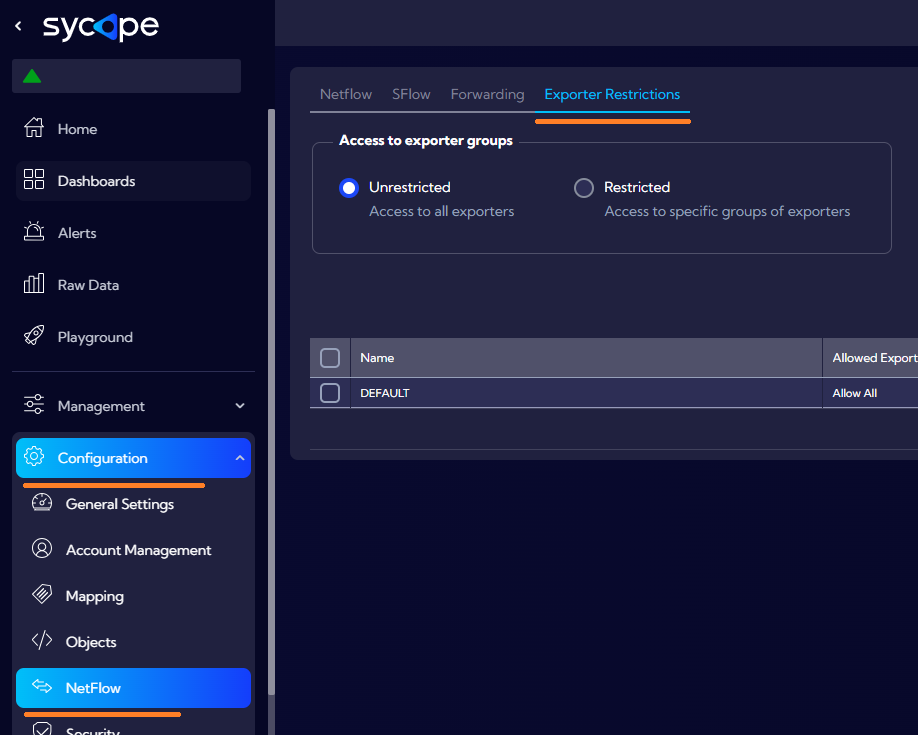 sycope
Home
Dashboards
Alerts
Raw Data
Playground
Management
Configuration
General Settings
Account Management
Mapping
Objects
NetFlow
Security
Netflow SFlow Forwarding Exporter Restrictions
Access to exporter groups
Unrestricted Restricted
Access to all exporters Access to specific groups of exporters
Name Allowed Export
DEFAULT Allow All